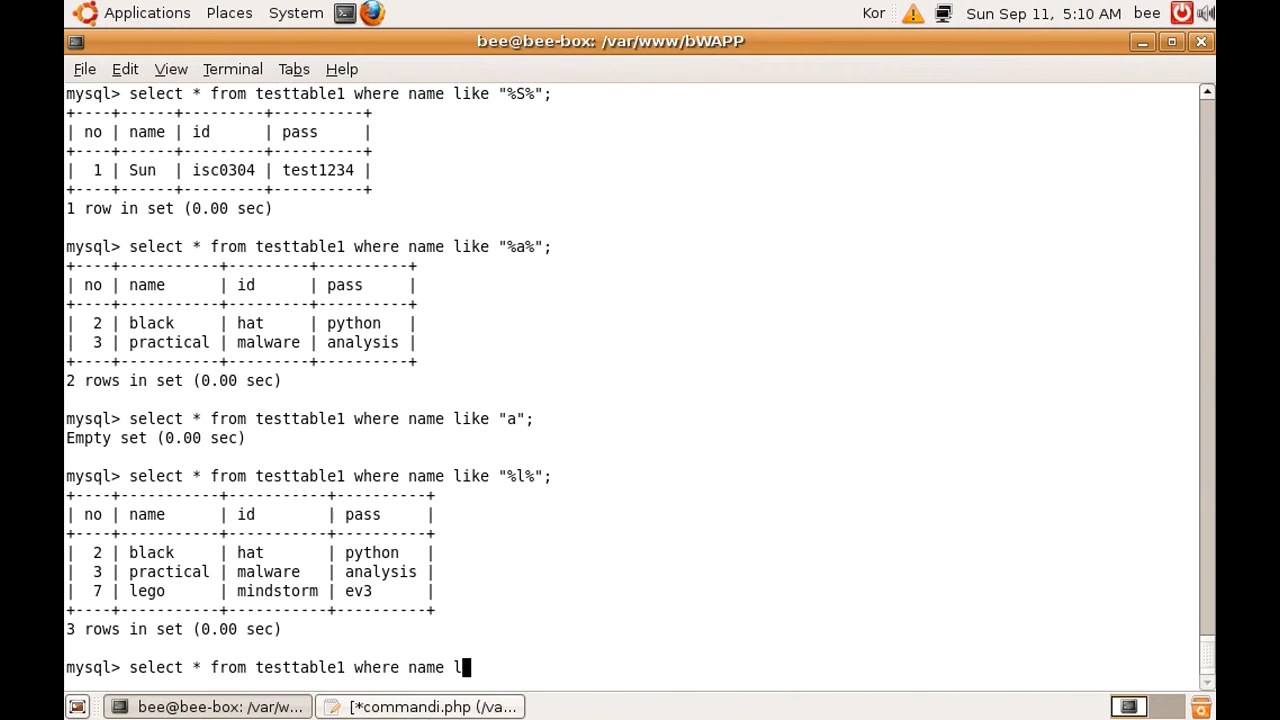 Applications Places System Kor Sun Sep 11, 5:10 AM bee
bee@bee-box: /var/www/bWAPP
File Edit View Terminal Tabs Help
mysql> select * from testtable1 where name like "%S%";
+----+------+---------+----------+
| no | name | id      | pass     |
+----+------+---------+----------+
|  1 | Sun  | isc0304 | test1234 |
+----+------+---------+----------+
1 row in set (0.00 sec)
mysql> select * from testtable1 where name like "%a%";
+----+-----------+---------+----------+
| no | name      | id      | pass     |
+----+-----------+---------+----------+
|  2 | black     | hat     | python   |
|  3 | practical | malware | analysis |
+----+-----------+---------+----------+
2 rows in set (0.00 sec)
mysql> select * from testtable1 where name like "a";
Empty set (0.00 sec)
mysql> select * from testtable1 where name like "%l%";
+----+-----------+-----------+----------+
| no | name      | id        | pass     |
+----+-----------+-----------+----------+
|  2 | black     | hat       | python   |
|  3 | practical | malware   | analysis |
|  7 | lego      | mindstorm | ev3      |
+----+-----------+-----------+----------+
3 rows in set (0.00 sec)
mysql> select * from testtable1 where name l
bee@bee-box: /var/w... [*commandi.php (/va...